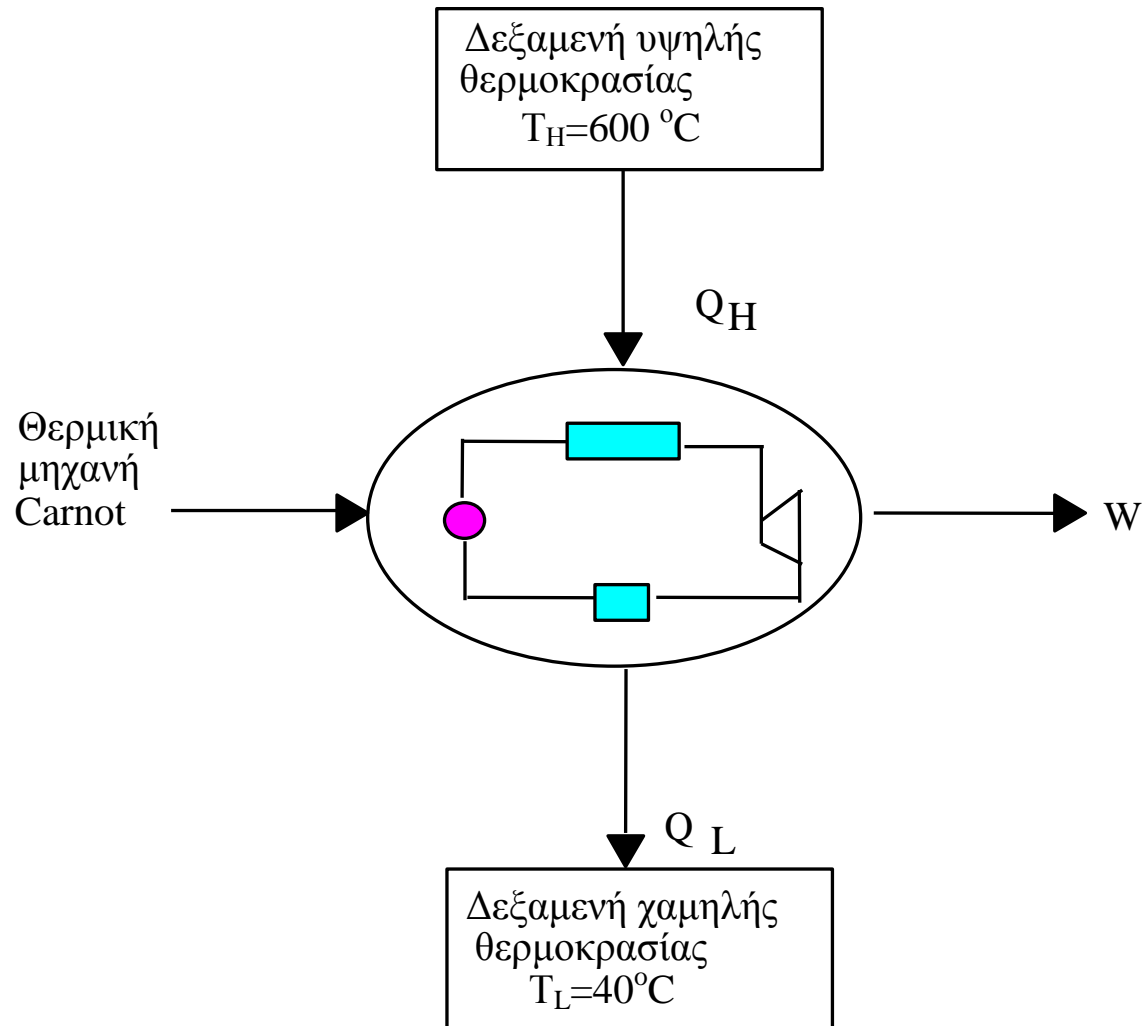 Δεξαμενή υψηλής
θερμοκρασίας
T_H=600 °C
Q_H
Θερμική
μηχανή
Carnot
W
Q_L
Δεξαμενή χαμηλής
θερμοκρασίας
T_L=40°C